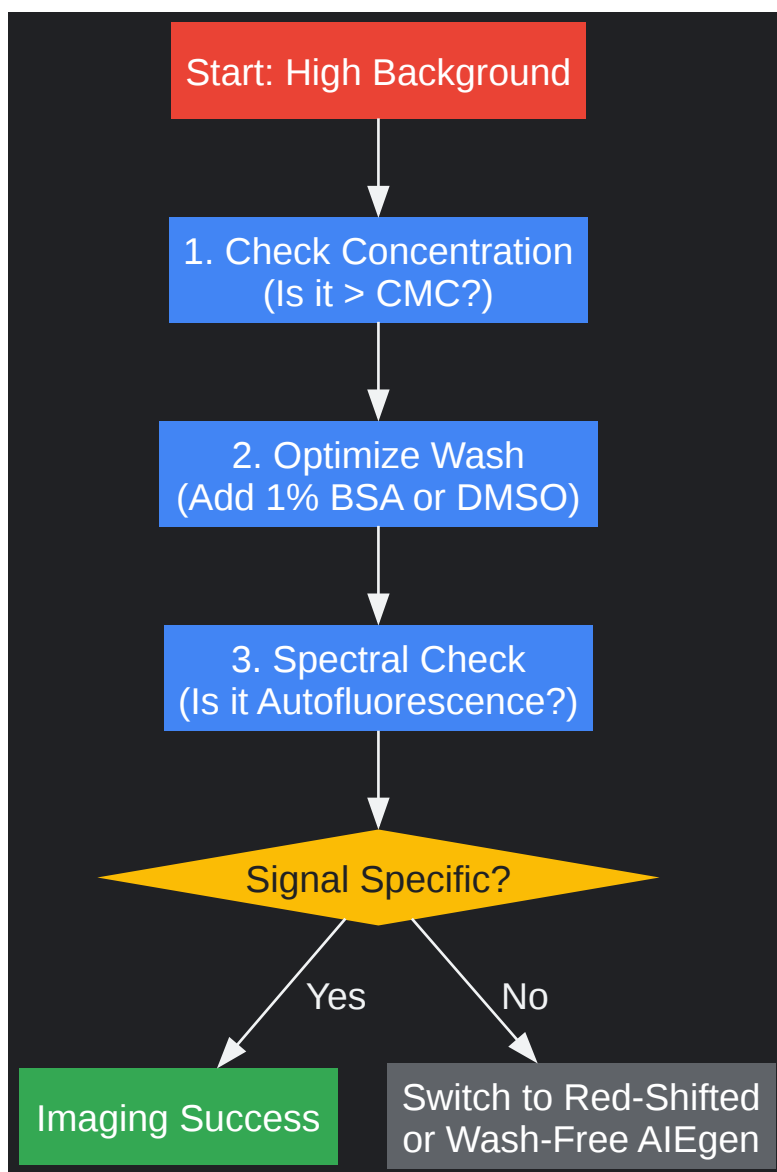 Start: High Background
1. Check Concentration
(Is it > CMC?)
2. Optimize Wash
(Add 1% BSA or DMSO)
3. Spectral Check
(Is it Autofluorescence?)
Signal Specific?
Yes
No
Imaging Success
Switch to Red-Shifted
or Wash-Free AIEgen